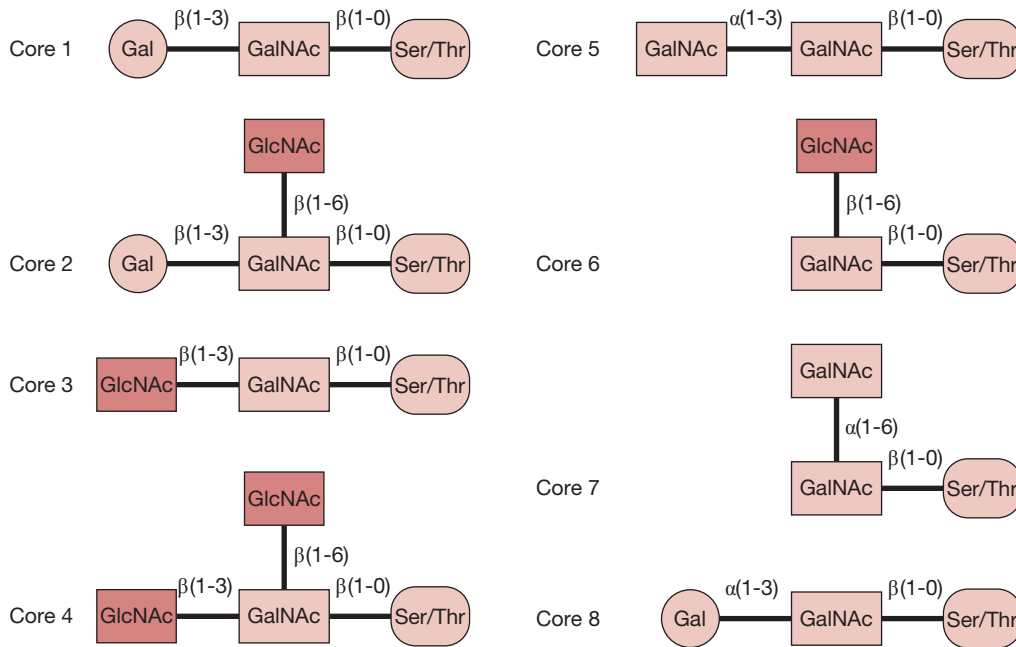 Core 1
Gal
β(1-3)
GalNAc
β(1-0)
Ser/Thr
Core 2
GlcNAc
β(1-6)
Gal
β(1-3)
GalNAc
β(1-0)
Ser/Thr
Core 3
GlcNAc
β(1-3)
GalNAc
β(1-0)
Ser/Thr
Core 4
GlcNAc
β(1-6)
GlcNAc
β(1-3)
GalNAc
β(1-0)
Ser/Thr
Core 5
GalNAc
α(1-3)
GalNAc
β(1-0)
Ser/Thr
Core 6
GlcNAc
β(1-6)
GalNAc
β(1-0)
Ser/Thr
Core 7
GalNAc
α(1-6)
GalNAc
β(1-0)
Ser/Thr
Core 8
Gal
α(1-3)
GalNAc
β(1-0)
Ser/Thr